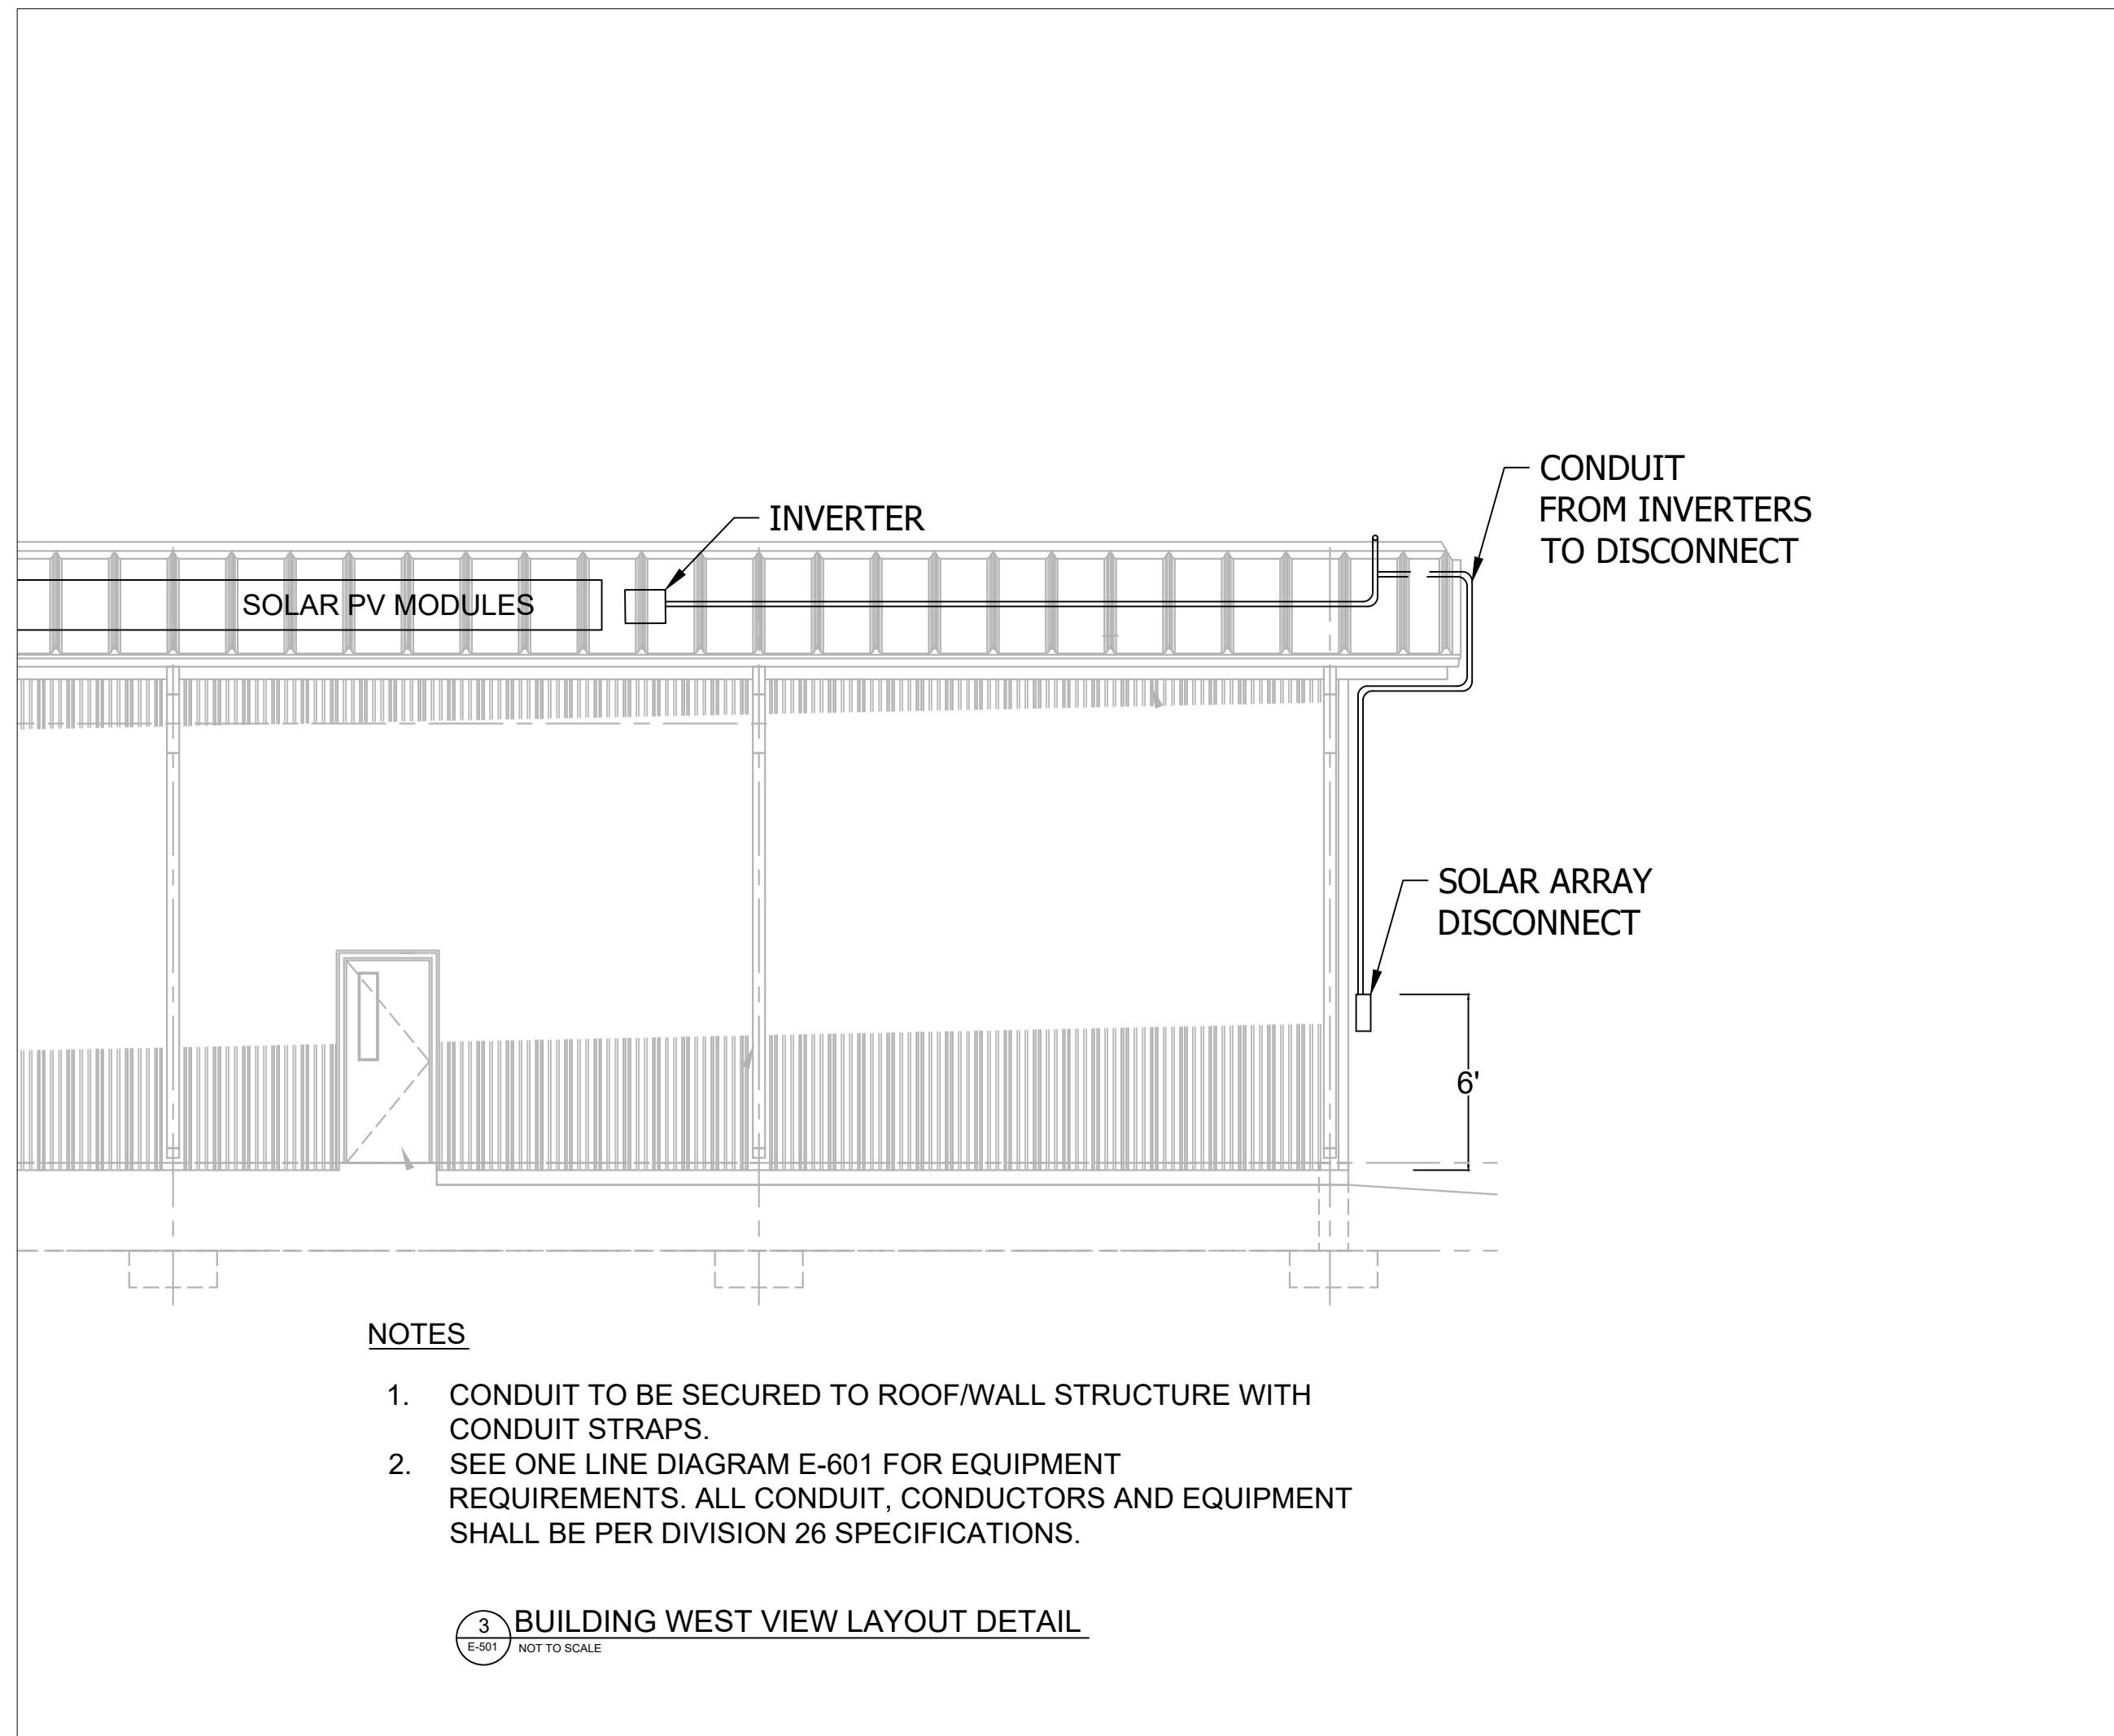 CONDUIT
FROM INVERTERS
TO DISCONNECT
INVERTER
SOLAR PV MODULES
SOLAR ARRAY
DISCONNECT
6'
NOTES
1. CONDUIT TO BE SECURED TO ROOF/WALL STRUCTURE WITH
CONDUIT STRAPS.
2. SEE ONE LINE DIAGRAM E-601 FOR EQUIPMENT
REQUIREMENTS. ALL CONDUIT, CONDUCTORS AND EQUIPMENT
SHALL BE PER DIVISION 26 SPECIFICATIONS.
3
E-501
BUILDING WEST VIEW LAYOUT DETAIL
NOT TO SCALE